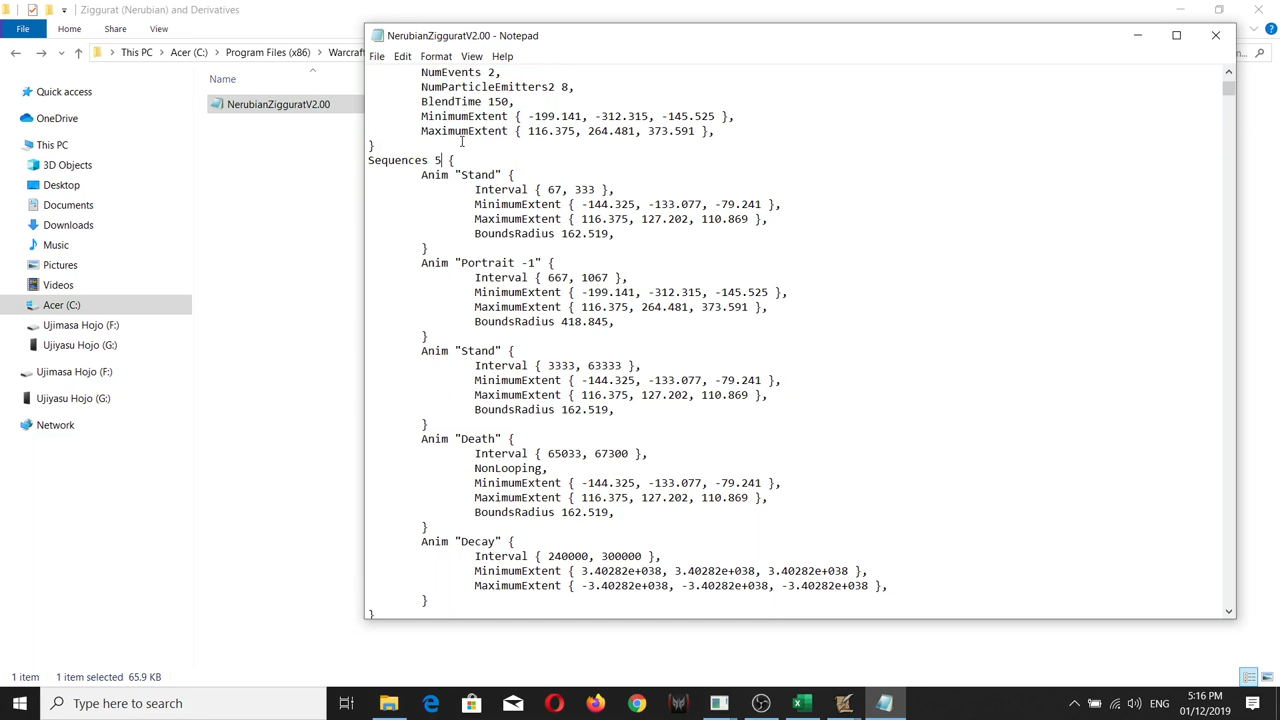 Ziggurat (Nerubian) and Derivatives
File Home Share View
This PC Acer (C:) Program Files (x86) Warcraf
Name
NerubianZigguratV2.00
Quick access
OneDrive
This PC
3D Objects
Desktop
Documents
Downloads
Music
Pictures
Videos
Acer (C:)
Ujimasa Hojo (F:)
Ujiyasu Hojo (G:)
Ujimasa Hojo (F:)
Ujiyasu Hojo (G:)
Network
1 item 1 item selected 65.9 KB
NerubianZigguratV2.00 - Notepad
File Edit Format View Help
NumEvents 2,
NumParticleEmitters2 8,
BlendTime 150,
MinimumExtent { -199.141, -312.315, -145.525 },
MaximumExtent { 116.375, 264.481, 373.591 },
}
Sequences 5 {
Anim "Stand" {
Interval { 67, 333 },
MinimumExtent { -144.325, -133.077, -79.241 },
MaximumExtent { 116.375, 127.202, 110.869 },
BoundsRadius 162.519,
}
Anim "Portrait -1" {
Interval { 667, 1067 },
MinimumExtent { -199.141, -312.315, -145.525 },
MaximumExtent { 116.375, 264.481, 373.591 },
BoundsRadius 418.845,
}
Anim "Stand" {
Interval { 3333, 63333 },
MinimumExtent { -144.325, -133.077, -79.241 },
MaximumExtent { 116.375, 127.202, 110.869 },
BoundsRadius 162.519,
}
Anim "Death" {
Interval { 65033, 67300 },
NonLooping,
MinimumExtent { -144.325, -133.077, -79.241 },
MaximumExtent { 116.375, 127.202, 110.869 },
BoundsRadius 162.519,
}
Anim "Decay" {
Interval { 240000, 300000 },
MinimumExtent { 3.40282e+038, 3.40282e+038, 3.40282e+038 },
MaximumExtent { -3.40282e+038, -3.40282e+038, -3.40282e+038 },
}
}
n...
Type here to search
ENG
5:16 PM
01/12/2019